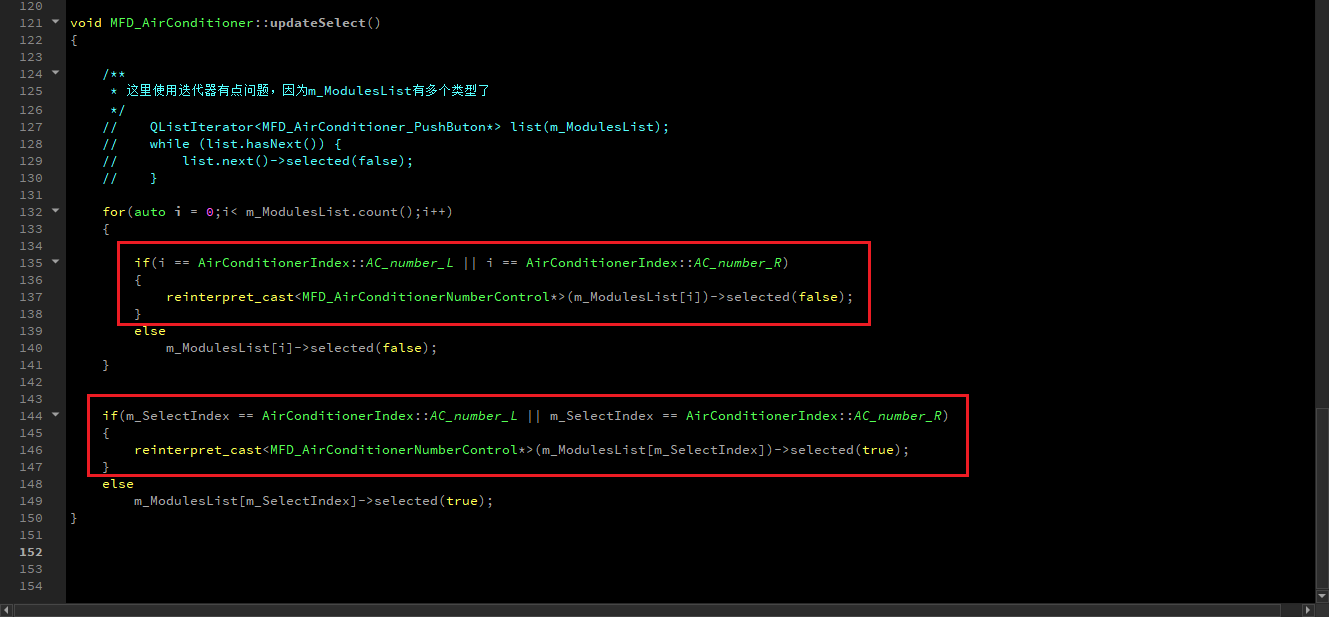 120
121 void MFD_AirConditioner::updateSelect()
122 {
123
124     /**
125      * 这里使用迭代器有点问题，因为m_ModulesList有多个类型了
126      */
127     //    QListIterator<MFD_AirConditioner_PushButon*> list(m_ModulesList);
128     //    while (list.hasNext()) {
129     //        list.next()->selected(false);
130     //    }
131
132     for(auto i = 0;i< m_ModulesList.count();i++)
133     {
134
135         if(i == AirConditionerIndex::AC_number_L || i == AirConditionerIndex::AC_number_R)
136         {
137             reinterpret_cast<MFD_AirConditionerNumberControl*>(m_ModulesList[i])->selected(false);
138         }
139         else
140             m_ModulesList[i]->selected(false);
141     }
142
143
144     if(m_SelectIndex == AirConditionerIndex::AC_number_L || m_SelectIndex == AirConditionerIndex::AC_number_R)
145     {
146         reinterpret_cast<MFD_AirConditionerNumberControl*>(m_ModulesList[m_SelectIndex])->selected(true);
147     }
148     else
149         m_ModulesList[m_SelectIndex]->selected(true);
150 }
151
152
153
154